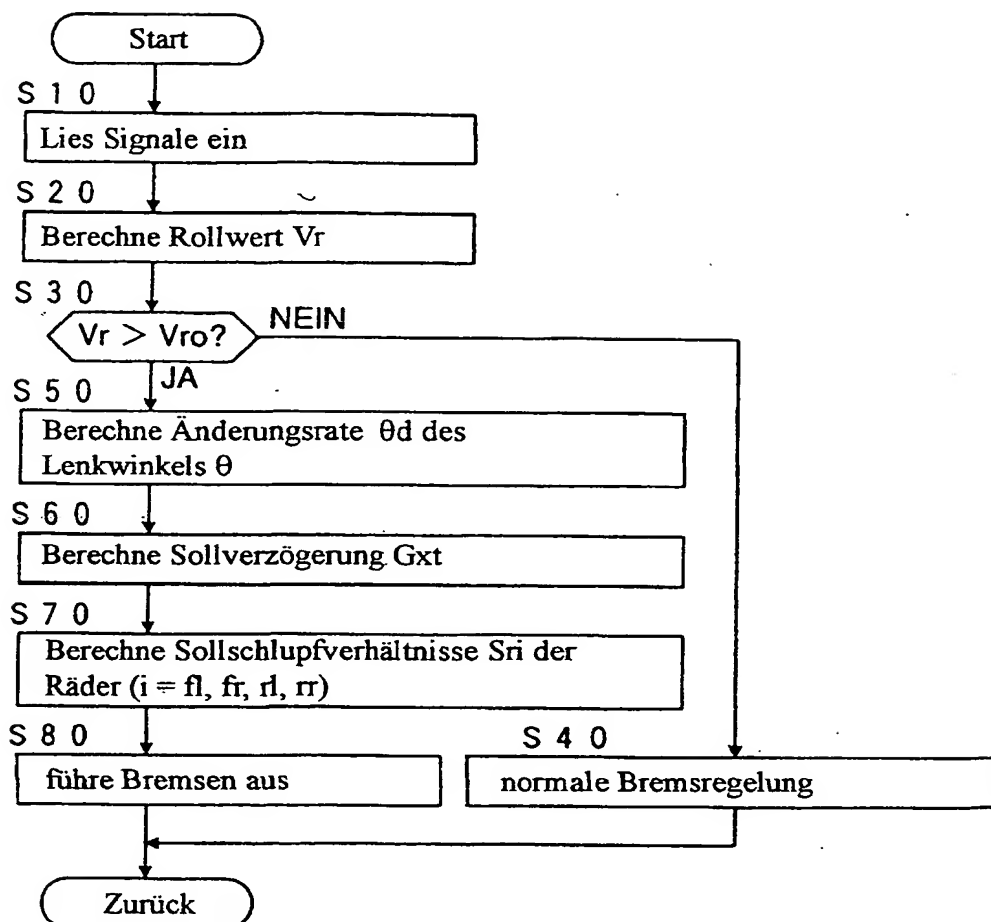 Start
S 1 0
Lies Signale ein
S 2 0
Berechne Rollwert Vr
S 3 0
Vr > Vro?
NEIN
JA
S 5 0
Berechne Änderungsrate θd des
Lenkwinkels θ
S 6 0
Berechne Sollverzögerung Gxt
S 7 0
Berechne Sollschlupfverhältnisse Sri der
Räder (i = fl, fr, rl, rr)
S 8 0
führe Bremsen aus
S 4 0
normale Bremsregelung
Zurück